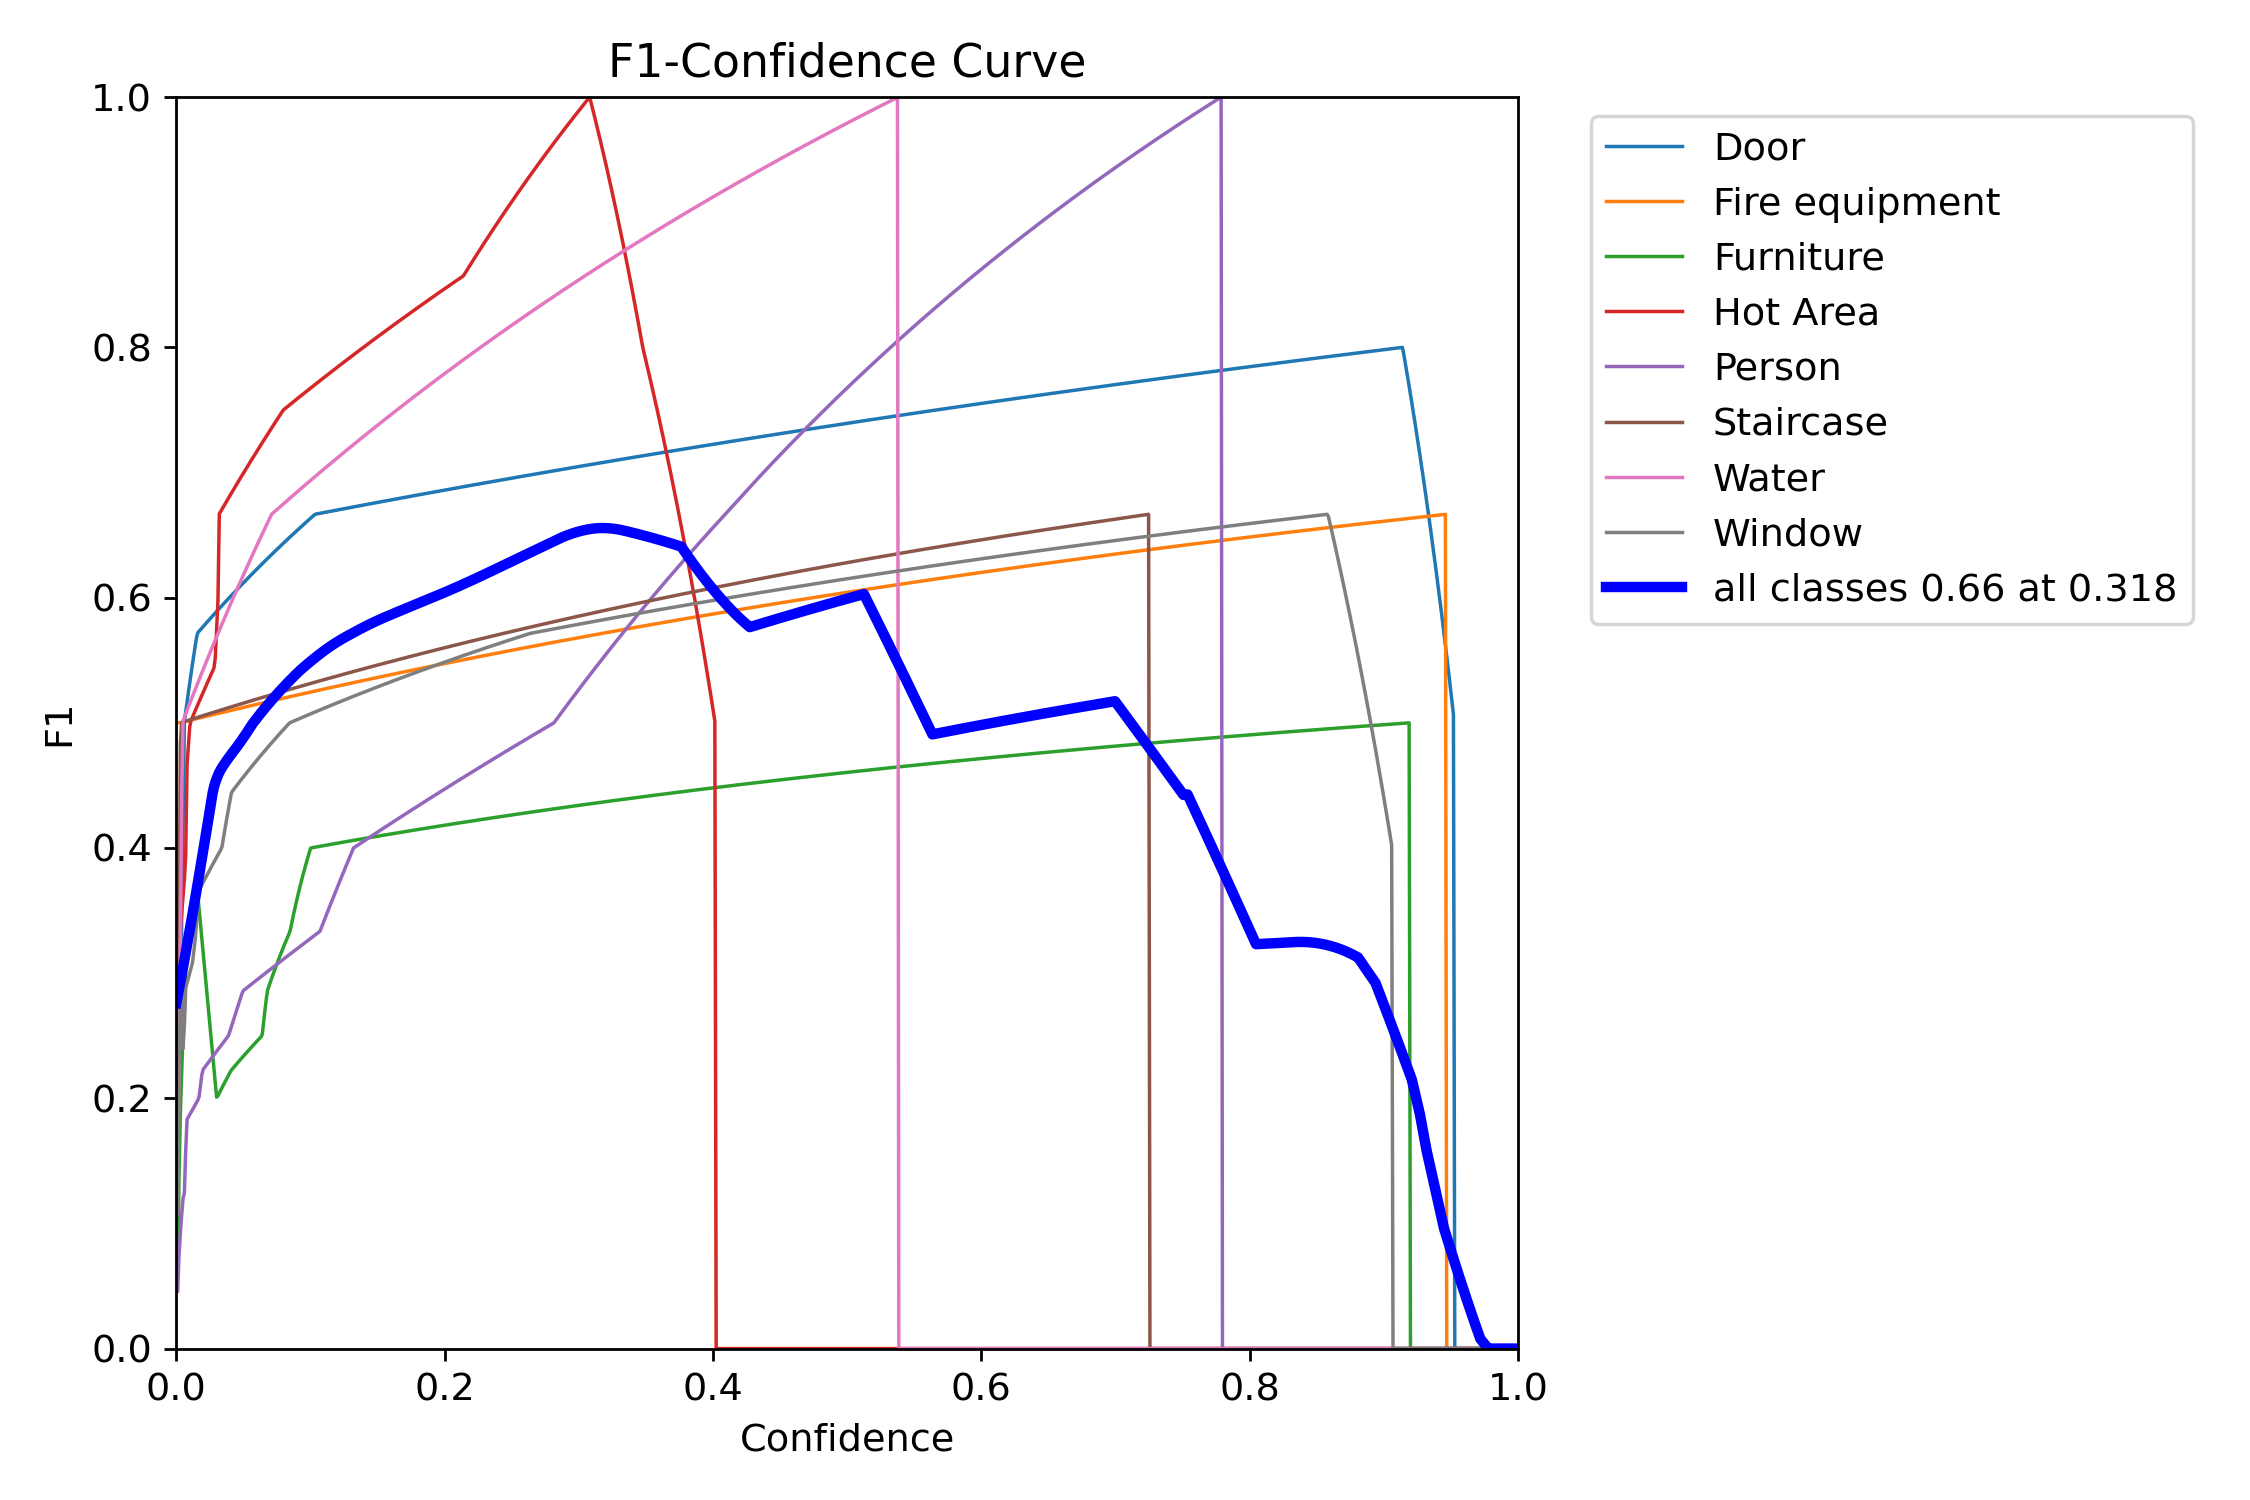 F1-Confidence Curve
1.0
0.8
0.6
0.4
0.2
0.0
F1
0.0 0.2 0.4 0.6 0.8 1.0
Confidence
Door
Fire equipment
Furniture
Hot Area
Person
Staircase
Water
Window
all classes 0.66 at 0.318